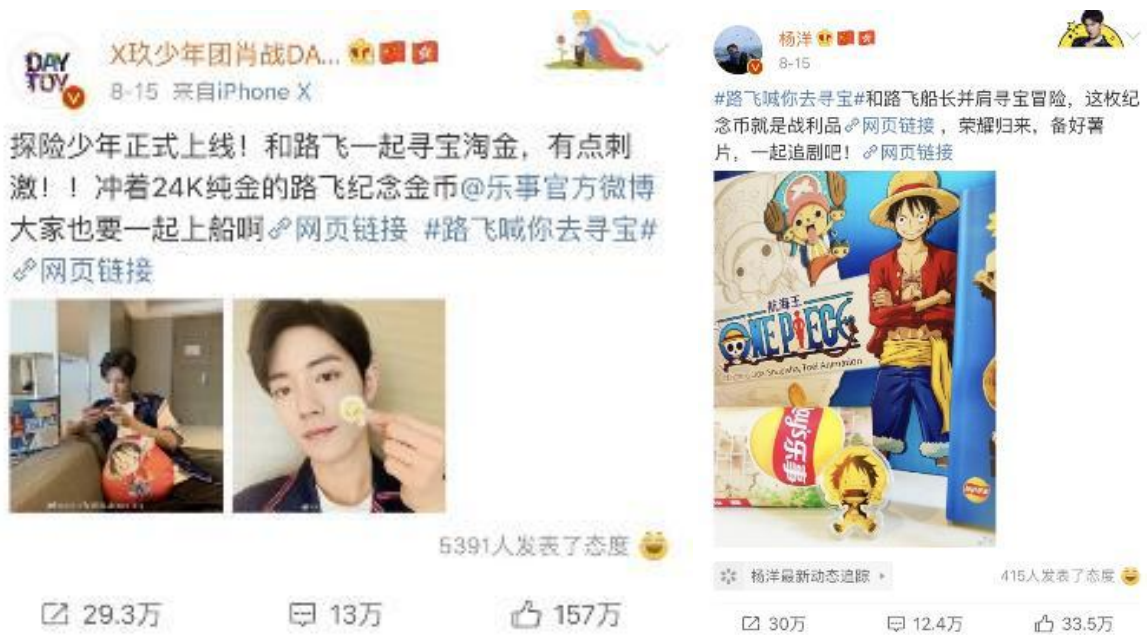 DAY
TOY
X玖少年团肖战DA...
8-15 来自iPhone X
探险少年正式上线！和路飞一起寻宝淘金，有点刺
激！！冲着24K纯金的路飞纪念金币@乐事官方微博
大家也要一起上船啊 网页链接 #路飞喊你去寻宝#
网页链接
5391人发表了态度
29.3万
13万
157万
杨洋
8-15
#路飞喊你去寻宝#和路飞船长并肩寻宝冒险，这枚纪
念币就是战利品 网页链接 ，荣耀归来，备好薯
片，一起追剧吧！ 网页链接
航海王
ONE PIECE
Lay's乐事
杨洋最新动态追踪
415人发表了态度
30万
12.4万
33.5万